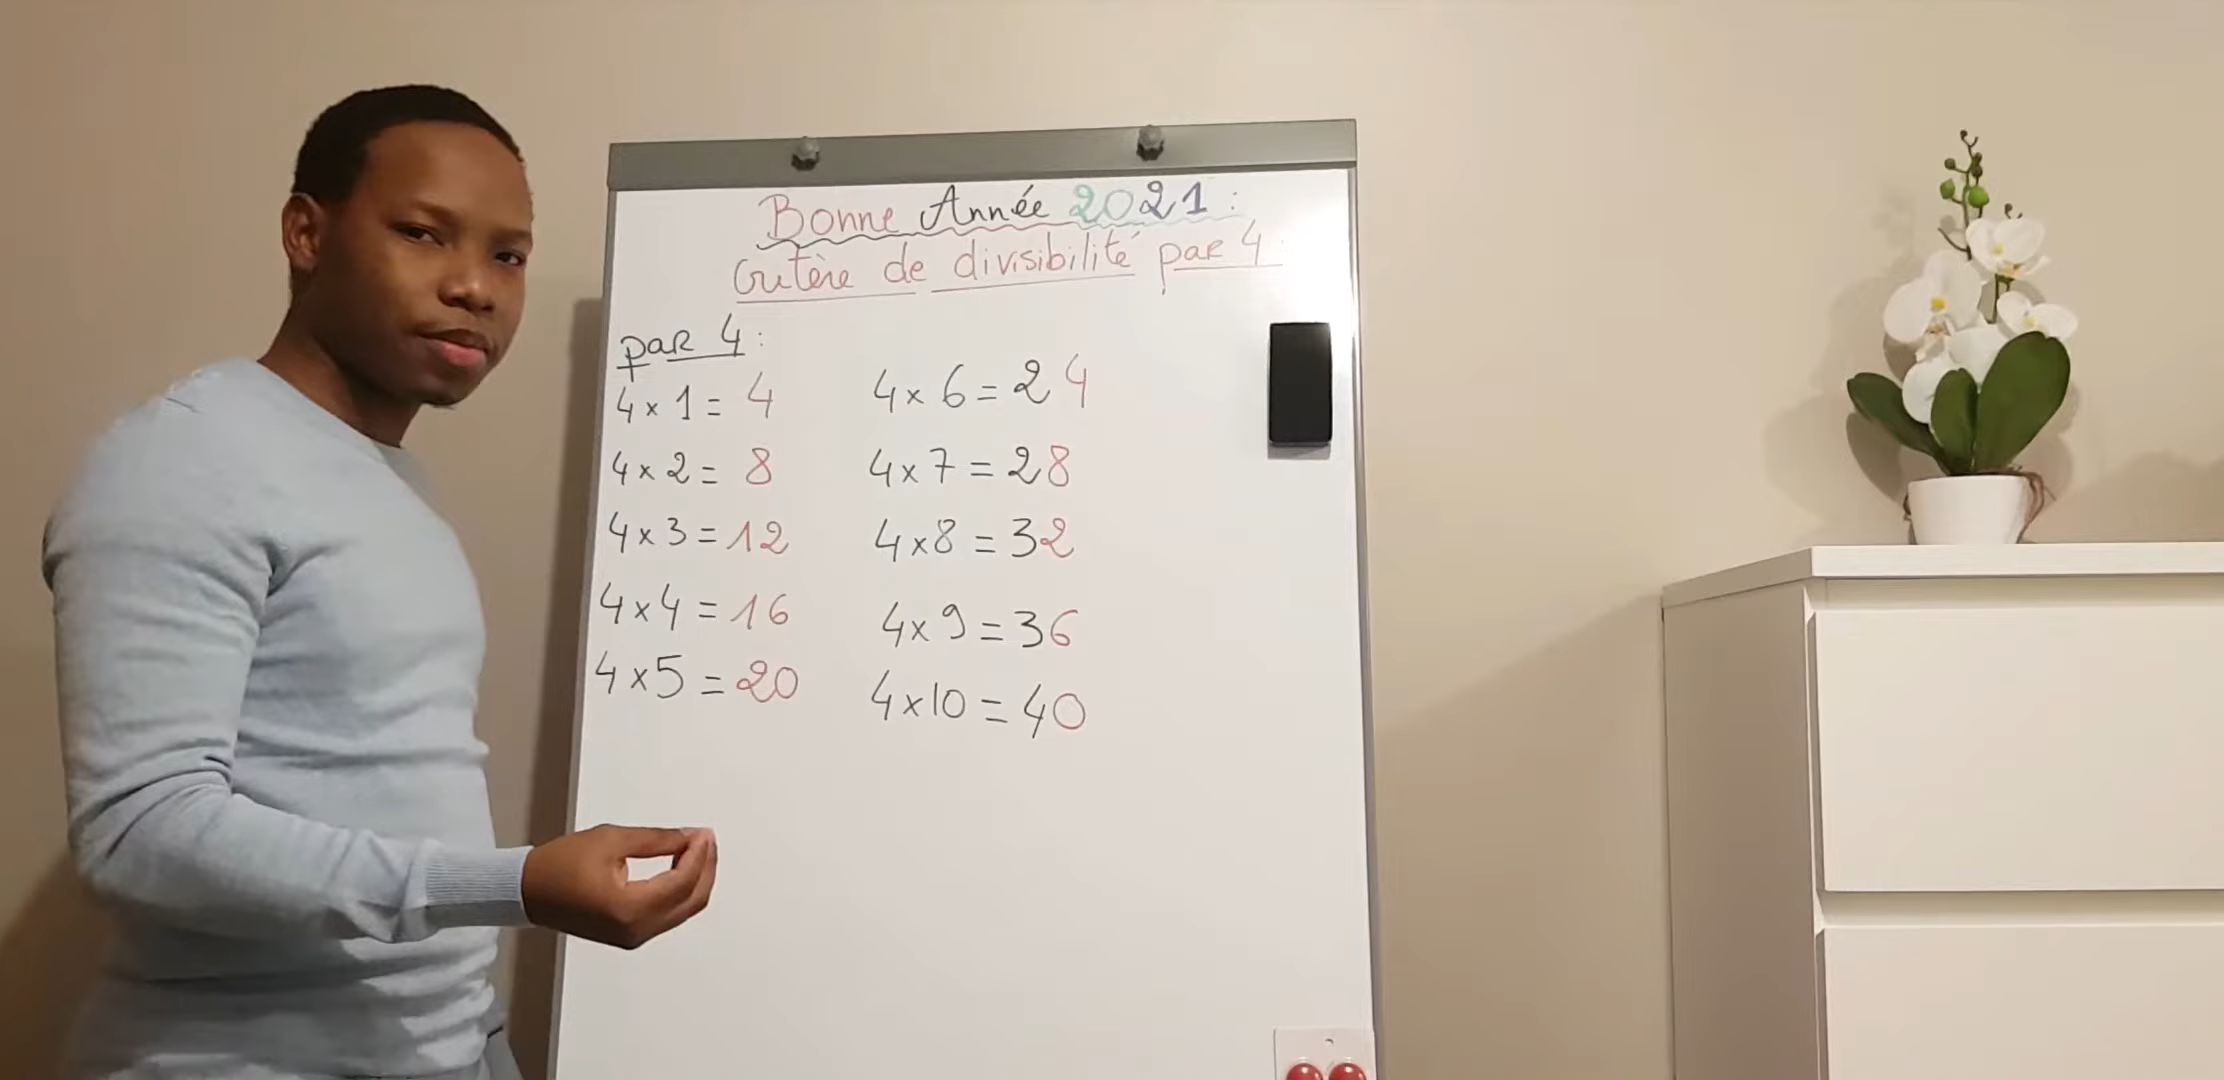 Bonne Année 2021 :
Critère de divisibilité par 4 :
par 4 :
4 x 1 = 4
4 x 2 = 8
4 x 3 = 12
4 x 4 = 16
4 x 5 = 20
4 x 6 = 24
4 x 7 = 28
4 x 8 = 32
4 x 9 = 36
4 x 10 = 40